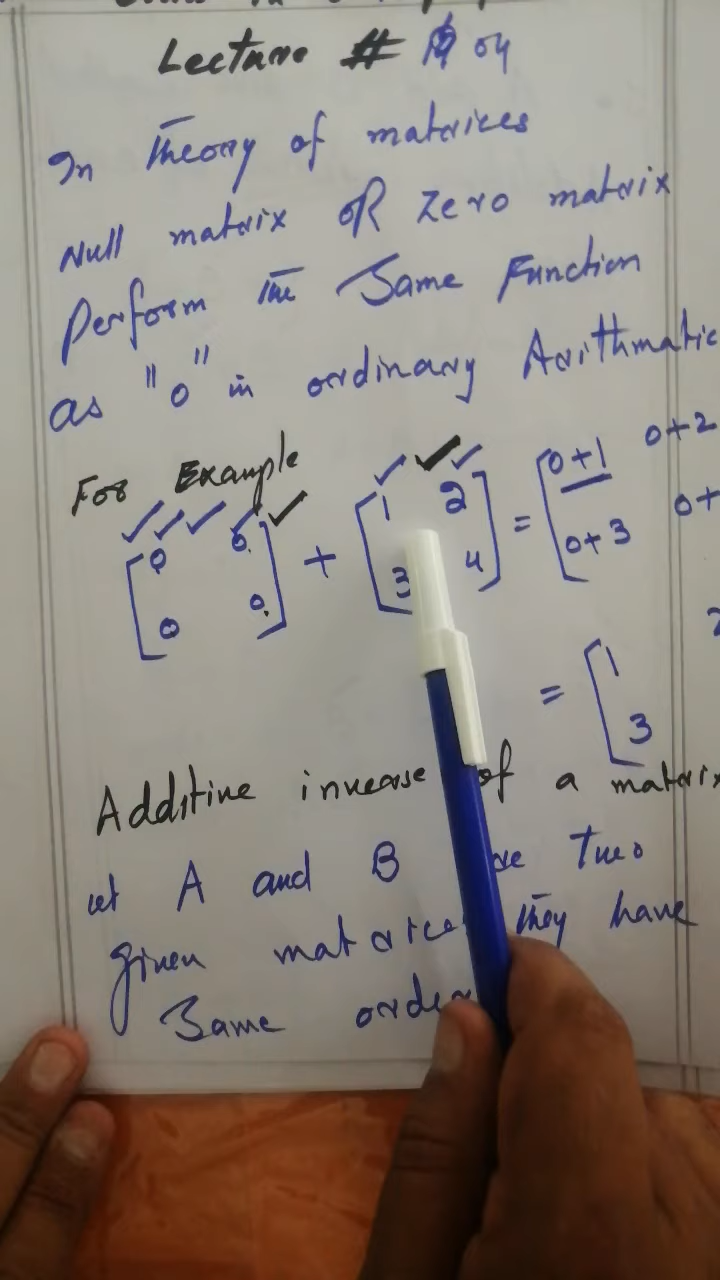 Lecture # 04
In Theory of matrices
Null matrix OR Zero matrix
Perform The Same Function
as "0" in ordinary Arithmatic
For Example
[0 0 0 0] + [1 2 3 4] = [0+1 0+2 0+3 0+
= [1 3
Additive inverse of a matrix
let A and B Two
given matrices they have
Same order